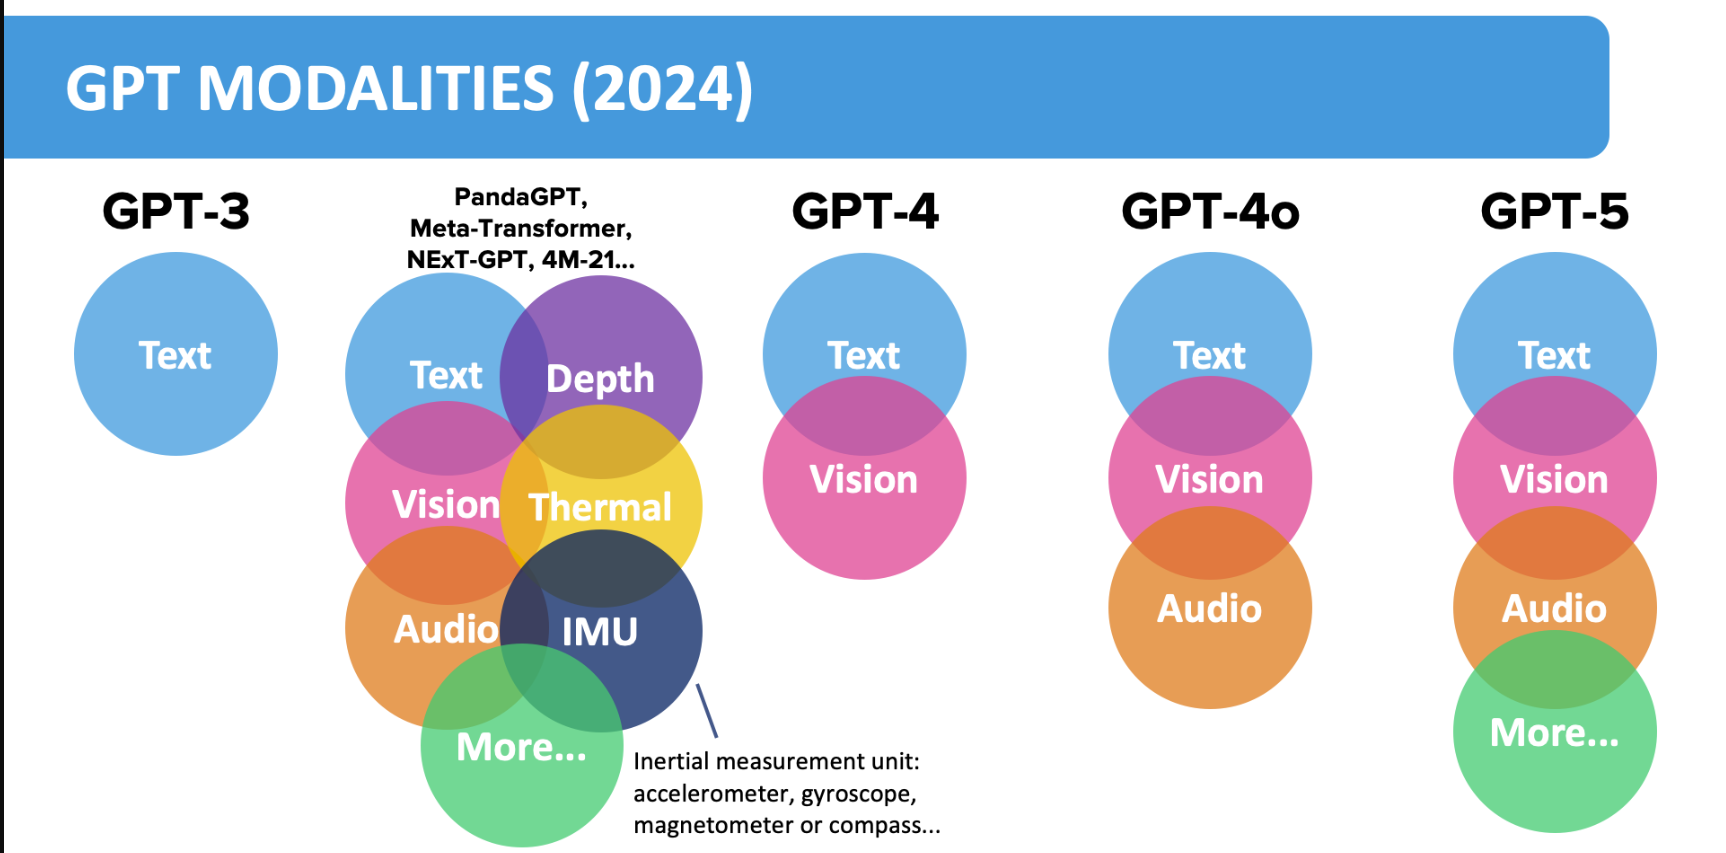 GPT MODALITIES (2024)
GPT-3
Text
PandaGPT,
Meta-Transformer,
NExT-GPT, 4M-21...
Text
Depth
Vision
Thermal
Audio
IMU
More...
Inertial measurement unit:
accelerometer, gyroscope,
magnetometer or compass...
GPT-4
Text
Vision
GPT-4o
Text
Vision
Audio
GPT-5
Text
Vision
Audio
More...